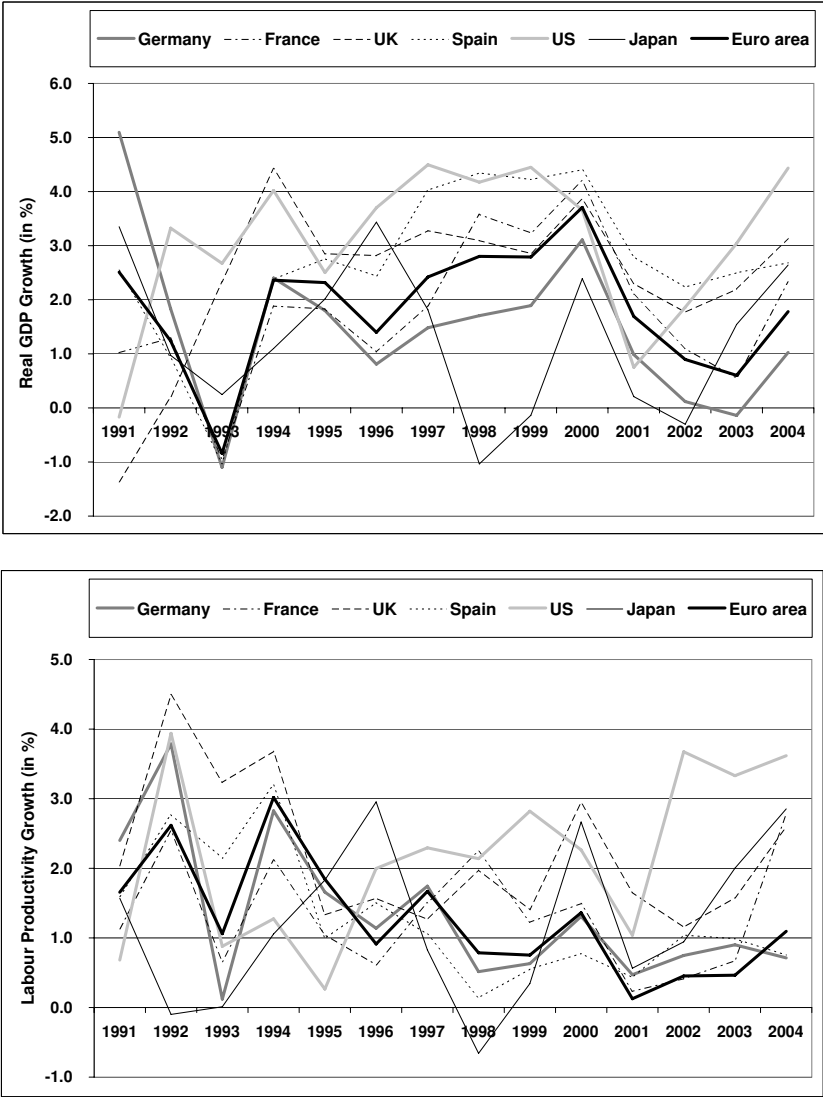 Germany France UK Spain US Japan Euro area
Real GDP Growth (in %)
6.0
5.0
4.0
3.0
2.0
1.0
0.0
-1.0
-2.0
1991 1992 1993 1994 1995 1996 1997 1998 1999 2000 2001 2002 2003 2004
Germany France UK Spain US Japan Euro area
Labour Productivity Growth (in %)
5.0
4.0
3.0
2.0
1.0
0.0
-1.0
1991 1992 1993 1994 1995 1996 1997 1998 1999 2000 2001 2002 2003 2004